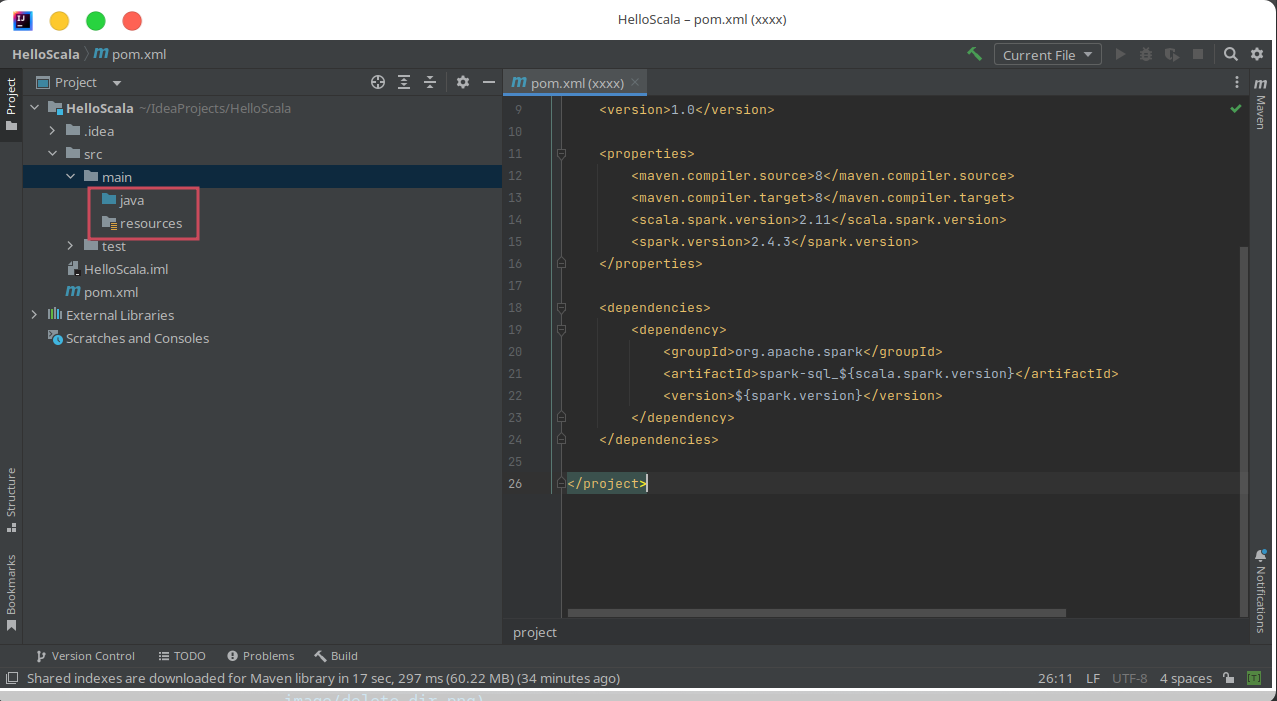 HelloScala – pom.xml (xxxx)
HelloScala
pom.xml
Current File
Project
Project
HelloScala ~/IdeaProjects/HelloScala
.idea
src
main
java
resources
test
HelloScala.iml
pom.xml
External Libraries
Scratches and Consoles
Structure
Bookmarks
pom.xml (xxxx)
9 <version>1.0</version>
10
11 <properties>
12 <maven.compiler.source>8</maven.compiler.source>
13 <maven.compiler.target>8</maven.compiler.target>
14 <scala.spark.version>2.11</scala.spark.version>
15 <spark.version>2.4.3</spark.version>
16 </properties>
17
18 <dependencies>
19 <dependency>
20 <groupId>org.apache.spark</groupId>
21 <artifactId>spark-sql_${scala.spark.version}</artifactId>
22 <version>${spark.version}</version>
23 </dependency>
24 </dependencies>
25
26 </project>
project
Maven
Notifications
Version Control TODO Problems Build
Shared indexes are downloaded for Maven library in 17 sec, 297 ms (60.22 MB) (34 minutes ago) 26:11 LF UTF-8 4 spaces